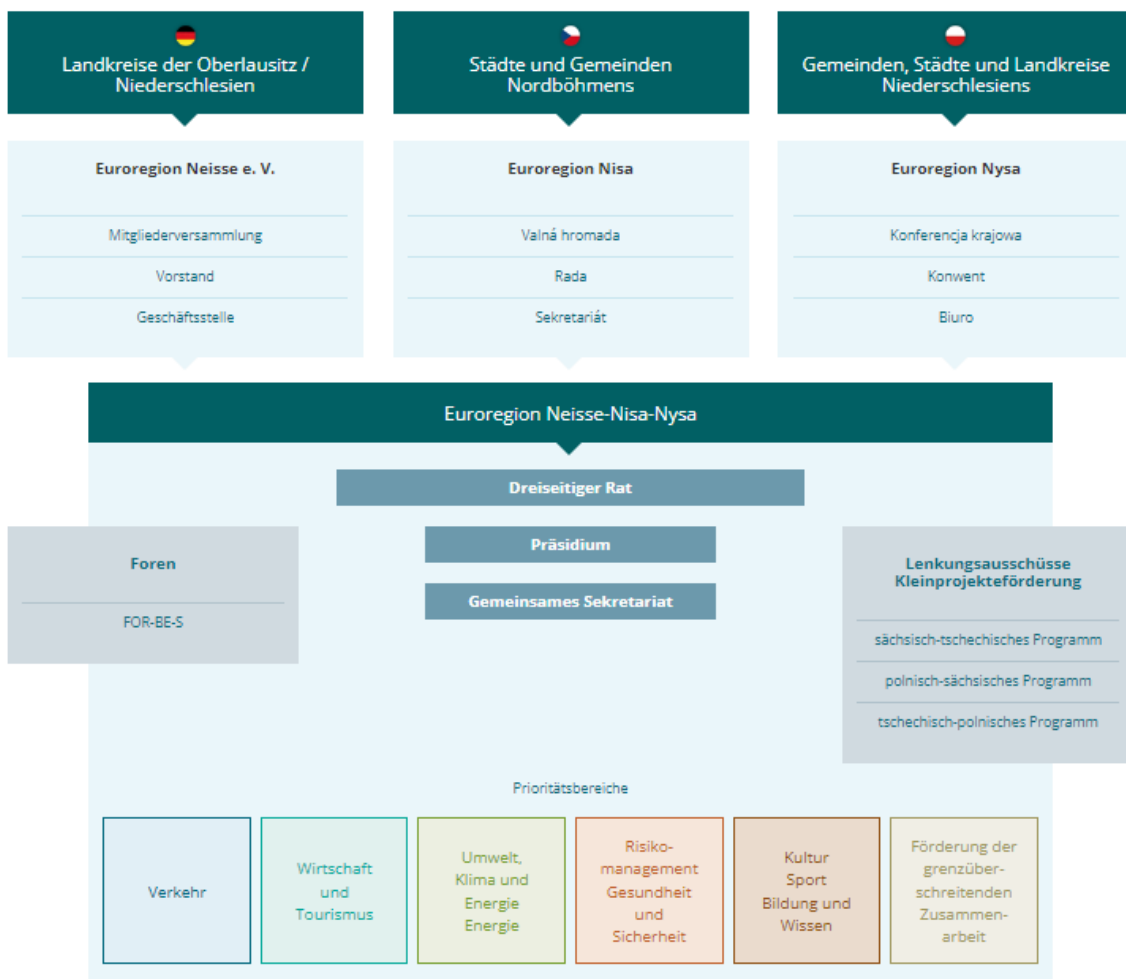 Landkreise der Oberlausitz /
Niederschlesien
Städte und Gemeinden
Nordböhmens
Gemeinden, Städte und Landkreise
Niederschlesiens
Euroregion Neisse e. V.
Mitgliederversammlung
Vorstand
Geschäftsstelle
Euroregion Nisa
Valná hromada
Rada
Sekretariát
Euroregion Nysa
Konferencja krajowa
Konwent
Biuro
Euroregion Neisse-Nisa-Nysa
Dreiseitiger Rat
Präsidium
Gemeinsames Sekretariat
Foren
FOR-BE-S
Lenkungsausschüsse
Kleinprojekteförderung
sächsisch-tschechisches Programm
polnisch-sächsisches Programm
tschechisch-polnisches Programm
Prioritätsbereiche
Verkehr
Wirtschaft
und
Tourismus
Umwelt,
Klima und
Energie
Energie
Risiko-
management
Gesundheit
und
Sicherheit
Kultur
Sport
Bildung und
Wissen
Förderung der
grenzüber-
schreitenden
Zusammen-
arbeit